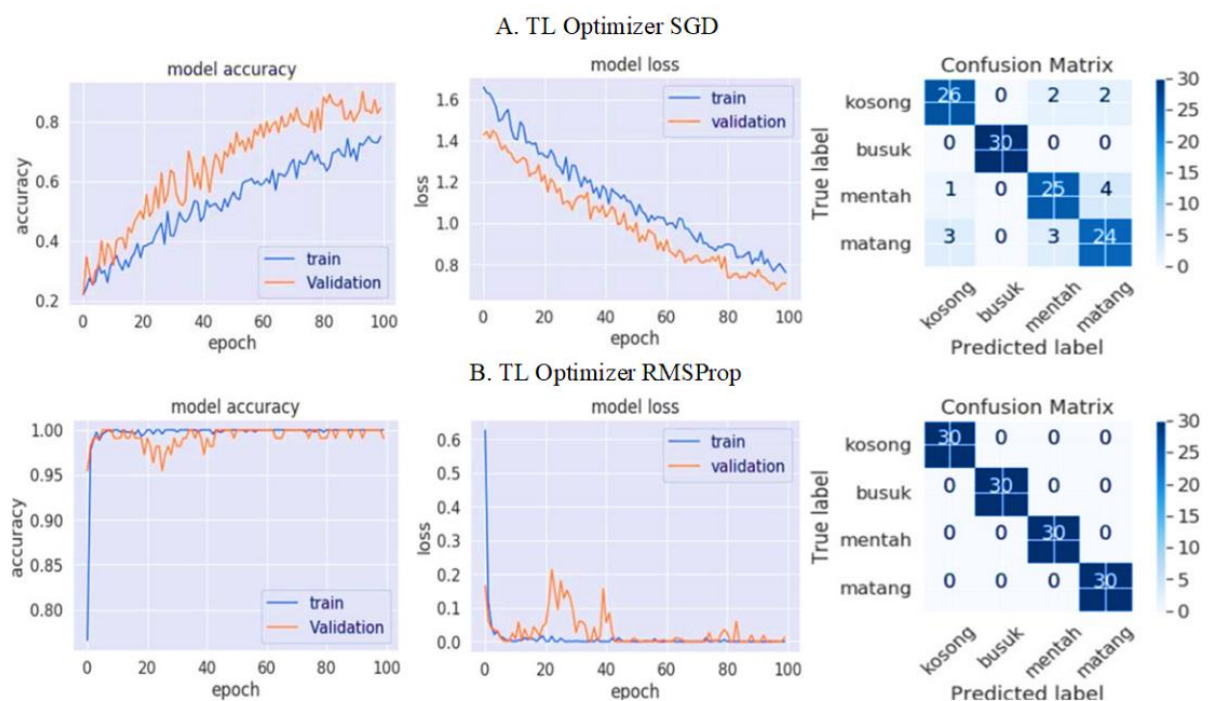 A. TL Optimizer SGD
model accuracy
accuracy
0.8
0.6
0.4
0.2
train
Validation
0 20 40 60 80 100
epoch
model loss
loss
1.6
1.4
1.2
1.0
0.8
train
validation
0 20 40 60 80 100
epoch
Confusion Matrix
True label
kosong 26 0 2 2
busuk 0 30 0 0
mentah 1 0 25 4
matang 3 0 3 24
kosong busuk mentah matang
Predicted label
30
25
20
15
10
5
0
B. TL Optimizer RMSProp
model accuracy
accuracy
1.00
0.95
0.90
0.85
0.80
train
Validation
0 20 40 60 80 100
epoch
model loss
loss
0.6
0.5
0.4
0.3
0.2
0.1
0.0
train
validation
0 20 40 60 80 100
epoch
Confusion Matrix
True label
kosong 30 0 0 0
busuk 0 30 0 0
mentah 0 0 30 0
matang 0 0 0 30
kosong busuk mentah matang
Predicted label
30
25
20
15
10
5
0